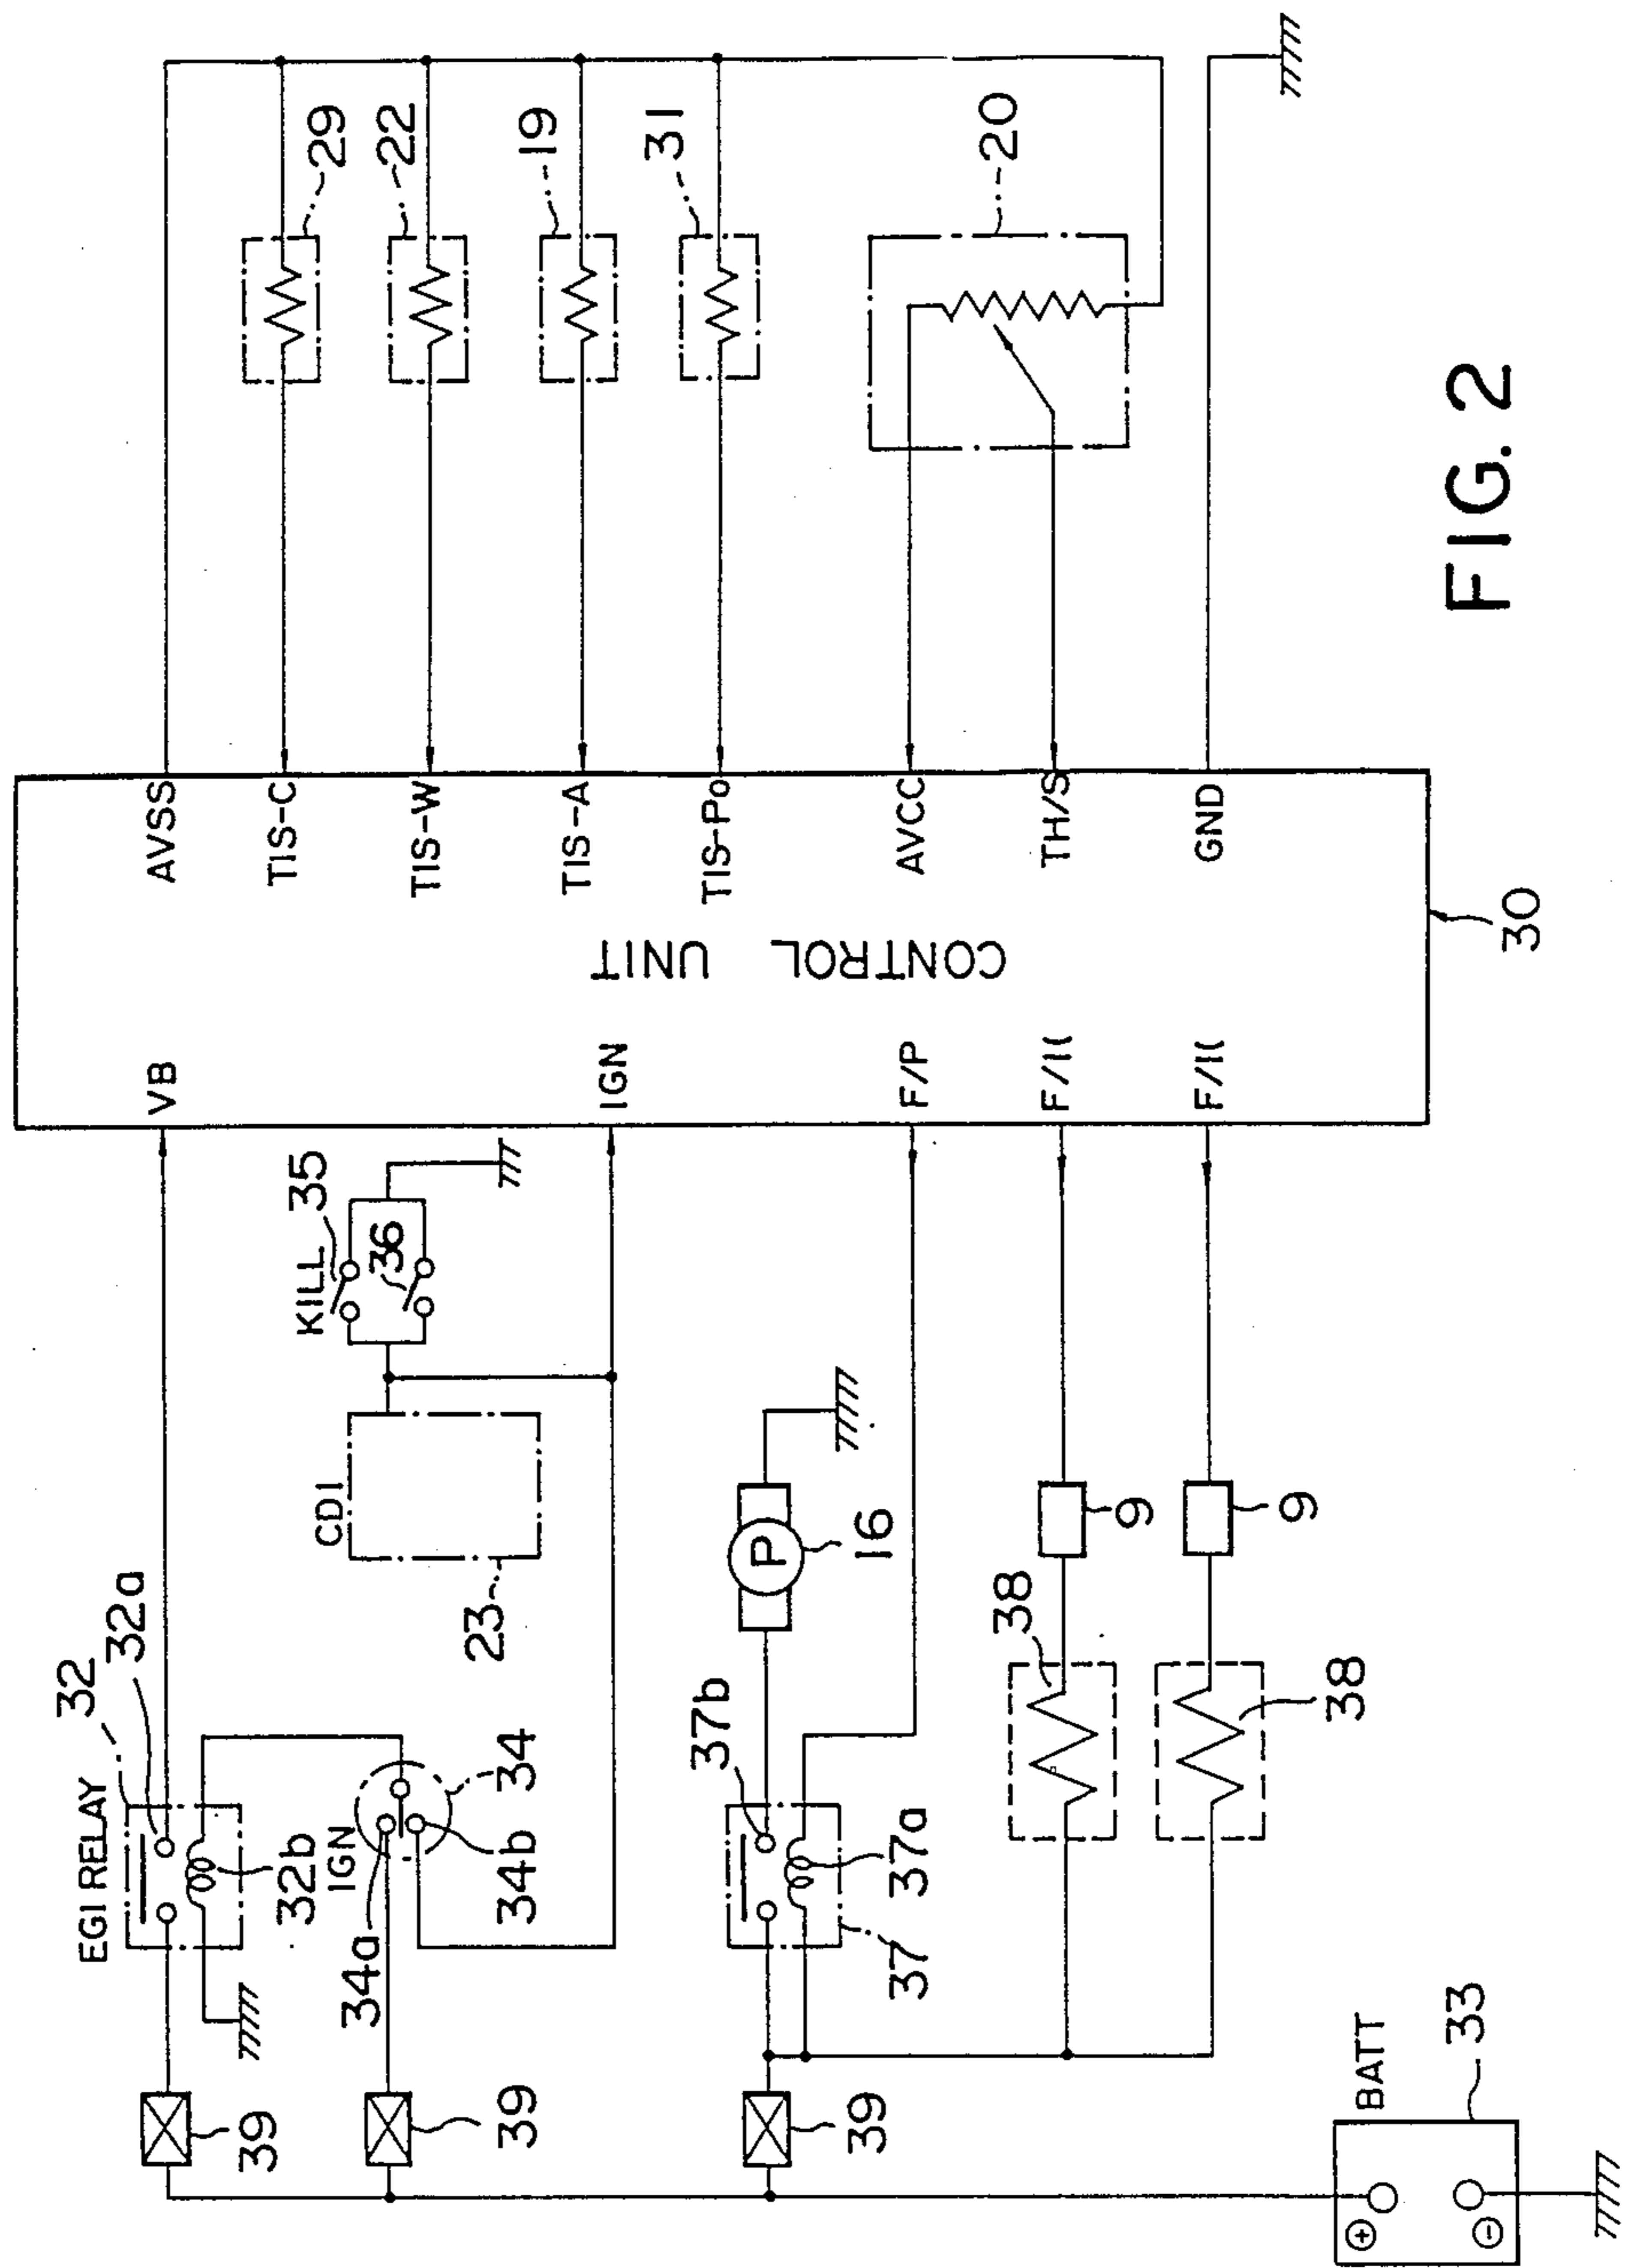 FIG. 2
EGI RELAY
32
32a
32b
IGN
34
34a
34b
39
39
39
BATT
33
⊕
⊖
CDI
23
KILL
35
36
P
16
37
37a
37b
38
38
9
9
VB
IGN
F/P
F/I(
F/I(
CONTROL
UNIT
30
AVSS
TIS-C
TIS-W
TIS-A
TIS-Po
AVCC
TH/S
GND
29
22
19
31
20